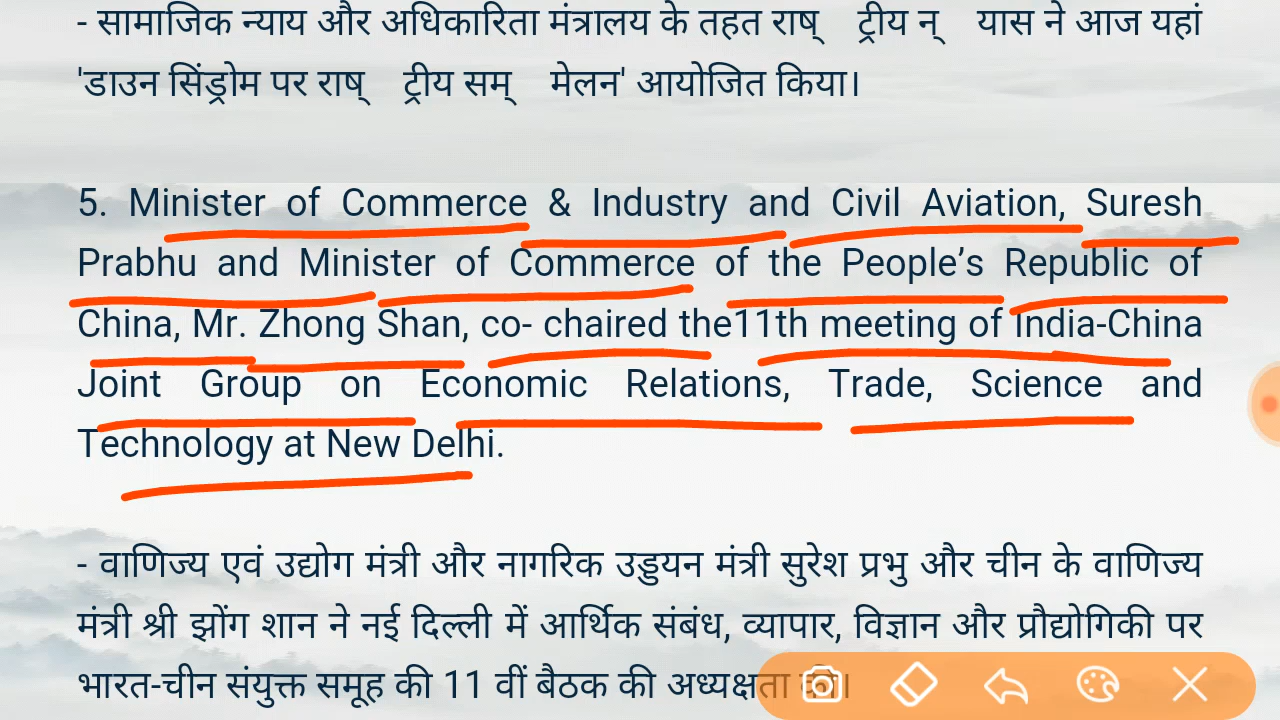 - सामाजिक न्याय और अधिकारिता मंत्रालय के तहत राष् ट्रीय न् यास ने आज यहां
'डाउन सिंड्रोम पर राष् ट्रीय सम् मेलन' आयोजित किया।
5. Minister of Commerce & Industry and Civil Aviation, Suresh
Prabhu and Minister of Commerce of the People’s Republic of
China, Mr. Zhong Shan, co- chaired the11th meeting of India-China
Joint Group on Economic Relations, Trade, Science and
Technology at New Delhi.
- वाणिज्य एवं उद्योग मंत्री और नागरिक उड्डयन मंत्री सुरेश प्रभु और चीन के वाणिज्य
मंत्री श्री झोंग शान ने नई दिल्ली में आर्थिक संबंध, व्यापार, विज्ञान और प्रौद्योगिकी पर
भारत-चीन संयुक्त समूह की 11 वीं बैठक की अध्यक्षता की।